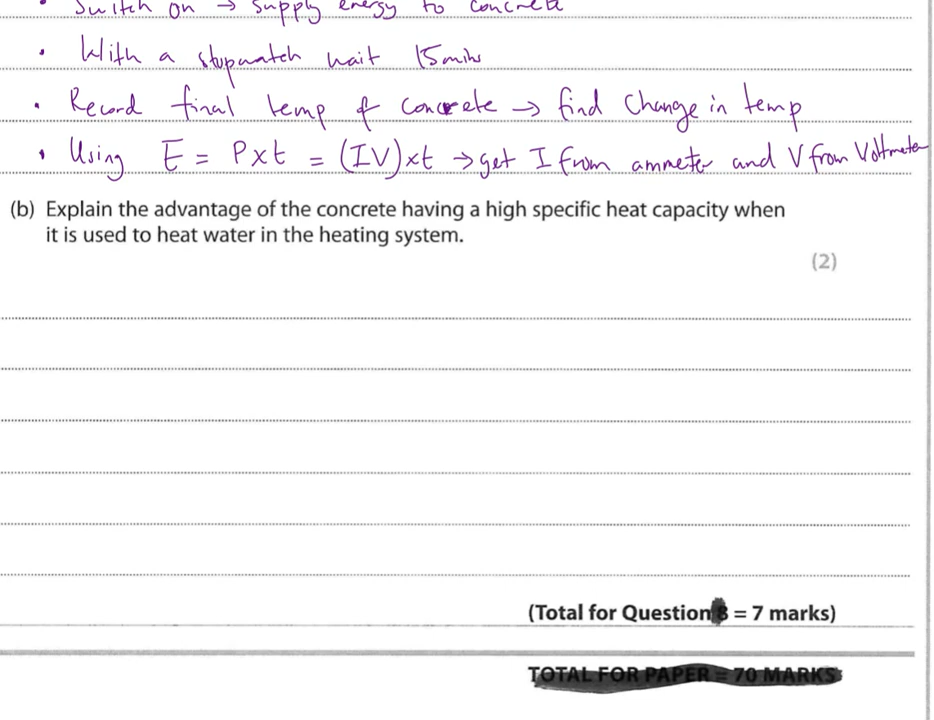 • Switch on → supply energy to concrete
• With a stopwatch wait 15mins
• Record final temp of concrete → find Change in temp
• Using E = P x t = (IV) x t → get I from ammeter and V from Voltmeter
(b) Explain the advantage of the concrete having a high specific heat capacity when
it is used to heat water in the heating system.
(2)
(Total for Question 8 = 7 marks)
TOTAL FOR PAPER = 70 MARKS